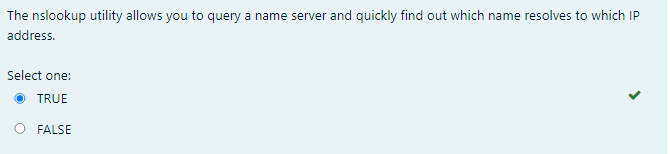 The nslookup utility allows you to query a name server and quickly find out which name resolves to which IP
address.
Select one:
TRUE
FALSE